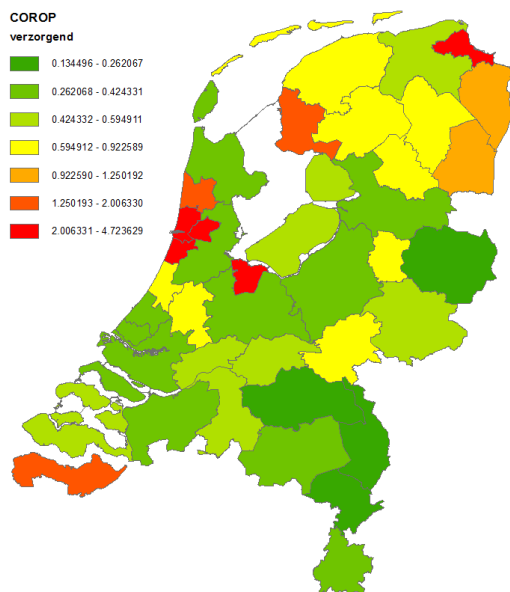 COROP
verzorgend
0.134496 - 0.262067
0.262068 - 0.424331
0.424332 - 0.594911
0.594912 - 0.922589
0.922590 - 1.250192
1.250193 - 2.006330
2.006331 - 4.723629